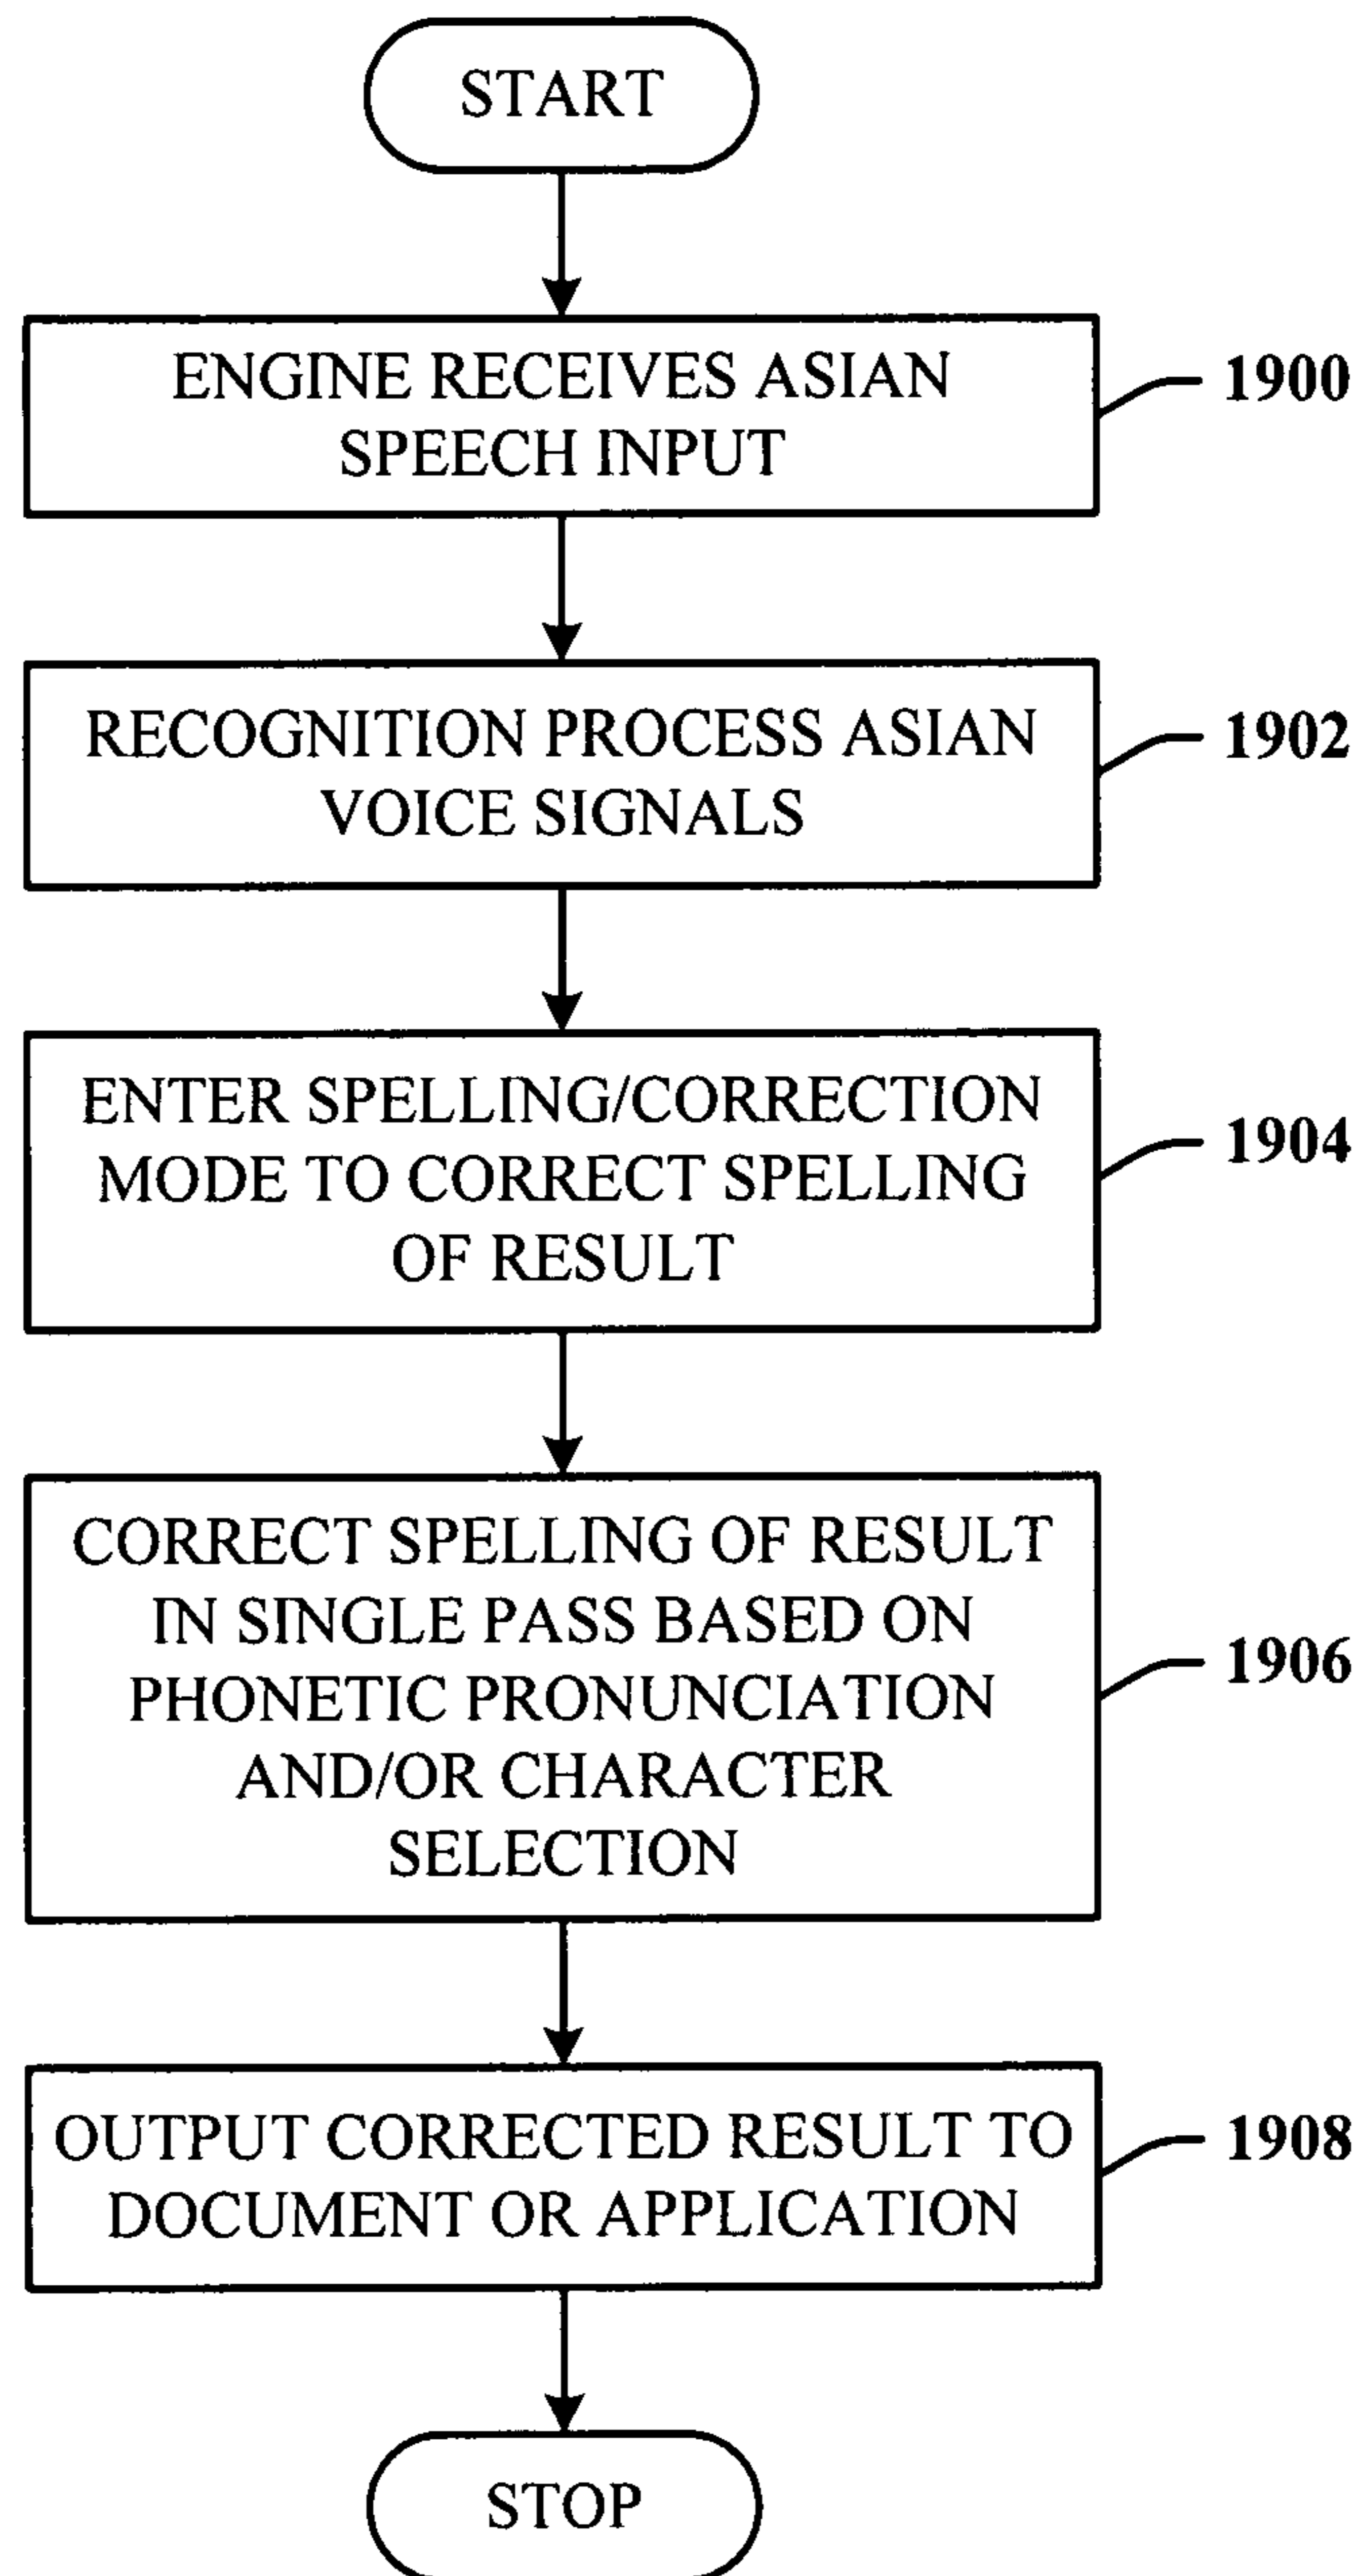 START
ENGINE RECEIVES ASIAN
SPEECH INPUT
1900
RECOGNITION PROCESS ASIAN
VOICE SIGNALS
1902
ENTER SPELLING/CORRECTION
MODE TO CORRECT SPELLING
OF RESULT
1904
CORRECT SPELLING OF RESULT
IN SINGLE PASS BASED ON
PHONETIC PRONUNCIATION
AND/OR CHARACTER
SELECTION
1906
OUTPUT CORRECTED RESULT TO
DOCUMENT OR APPLICATION
1908
STOP